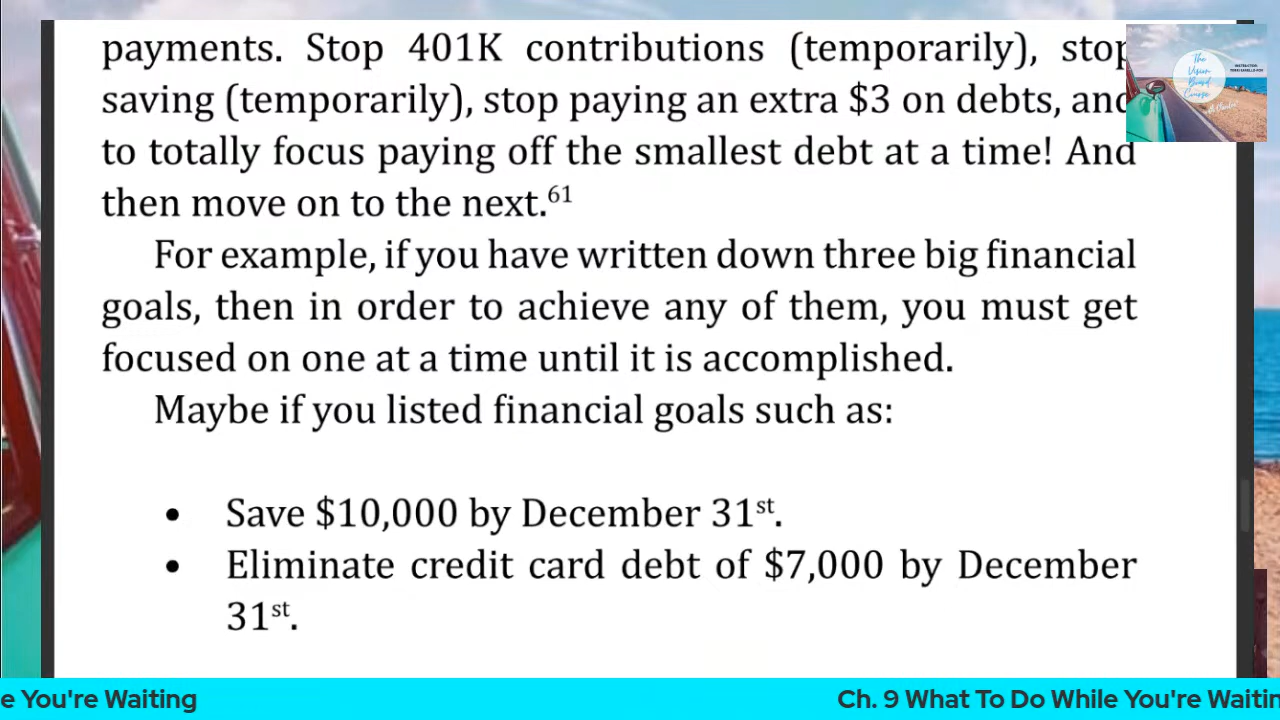 payments. Stop 401K contributions (temporarily), stop
saving (temporarily), stop paying an extra $3 on debts, and
to totally focus paying off the smallest debt at a time! And
then move on to the next.61
For example, if you have written down three big financial
goals, then in order to achieve any of them, you must get
focused on one at a time until it is accomplished.
Maybe if you listed financial goals such as:
• Save $10,000 by December 31st.
• Eliminate credit card debt of $7,000 by December
31st.
The
Vision
Board
Course
INSTRUCTOR:
e You're Waiting
Ch. 9 What To Do While You're Waitin